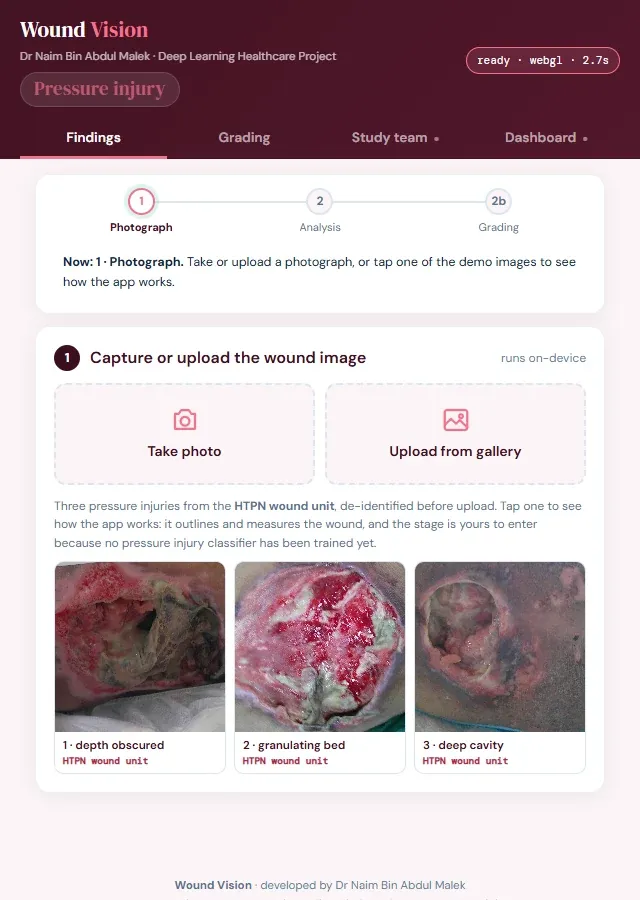 Wound Vision
Dr Naim Bin Abdul Malek · Deep Learning Healthcare Project
ready · webgl · 2.7s
Pressure injury
Findings
Grading
Study team
Dashboard
1
2
2b
Photograph
Analysis
Grading
Now: 1 · Photograph. Take or upload a photograph, or tap one of the demo images to see
how the app works.
1 Capture or upload the wound image
runs on-device
Take photo
Upload from gallery
Three pressure injuries from the HTPN wound unit, de-identified before upload. Tap one to see
how the app works: it outlines and measures the wound, and the stage is yours to enter
because no pressure injury classifier has been trained yet.
1 · depth obscured
HTPN wound unit
2 · granulating bed
HTPN wound unit
3 · deep cavity
HTPN wound unit
Wound Vision · developed by Dr Naim Bin Abdul Malek